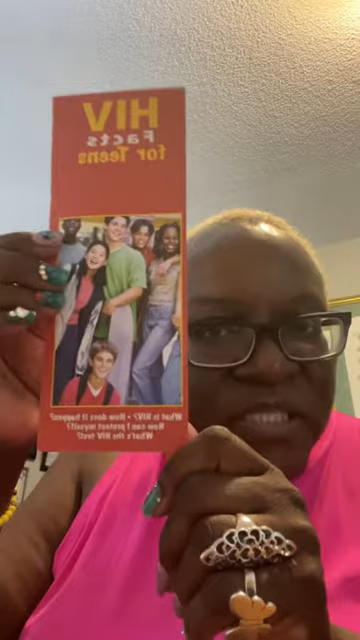 HIV
Facts
for Teens
What is HIV? • How does it happen?
How can I protect myself?
What's the HIV test?